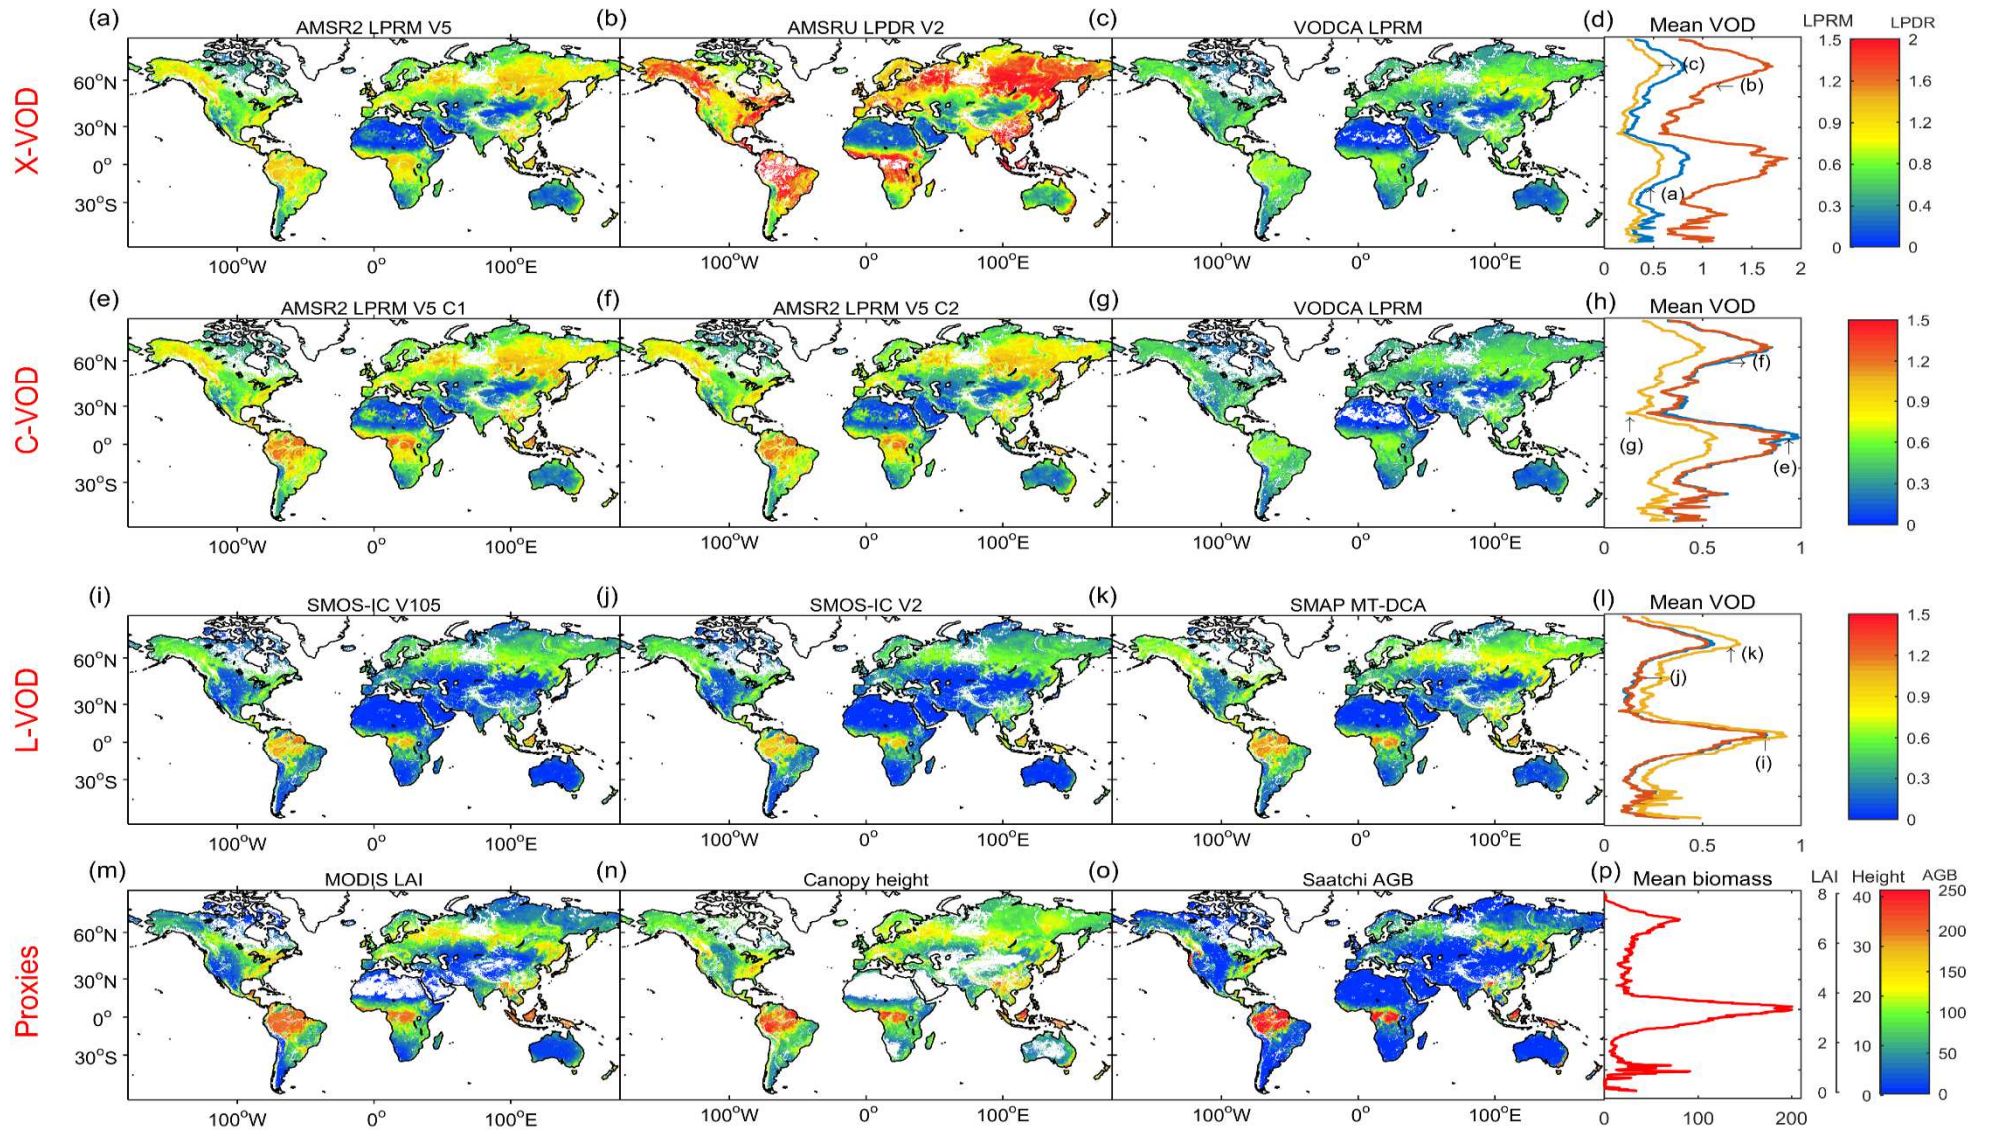 (a) AMSR2 LPRM V5 (b) AMSRU LPDR V2 (c) VODCA LPRM (d) Mean VOD LPRM LPDR
X-VOD
60°N
30°N
0°
30°S
100°W 0° 100°E
100°W 0° 100°E
100°W 0° 100°E
(c)
(b)
(a)
0 0.5 1 1.5 2
1.5 2
1.2 1.6
0.9 1.2
0.6 0.8
0.3 0.4
0 0
(e) AMSR2 LPRM V5 C1 (f) AMSR2 LPRM V5 C2 (g) VODCA LPRM (h) Mean VOD
C-VOD
60°N
30°N
0°
30°S
100°W 0° 100°E
100°W 0° 100°E
100°W 0° 100°E
(f)
(g)
(e)
0 0.5 1
1.5
1.2
0.9
0.6
0.3
0
(i) SMOS-IC V105 (j) SMOS-IC V2 (k) SMAP MT-DCA (l) Mean VOD
L-VOD
60°N
30°N
0°
30°S
100°W 0° 100°E
100°W 0° 100°E
100°W 0° 100°E
(k)
(j)
(i)
0 0.5 1
1.5
1.2
0.9
0.6
0.3
0
(m) MODIS LAI (n) Canopy height (o) Saatchi AGB (p) Mean biomass LAI Height AGB
Proxies
60°N
30°N
0°
30°S
100°W 0° 100°E
100°W 0° 100°E
100°W 0° 100°E
0 100 200
8 40 250
6 30 200
150
4 20 100
2 10 50
0 0 0